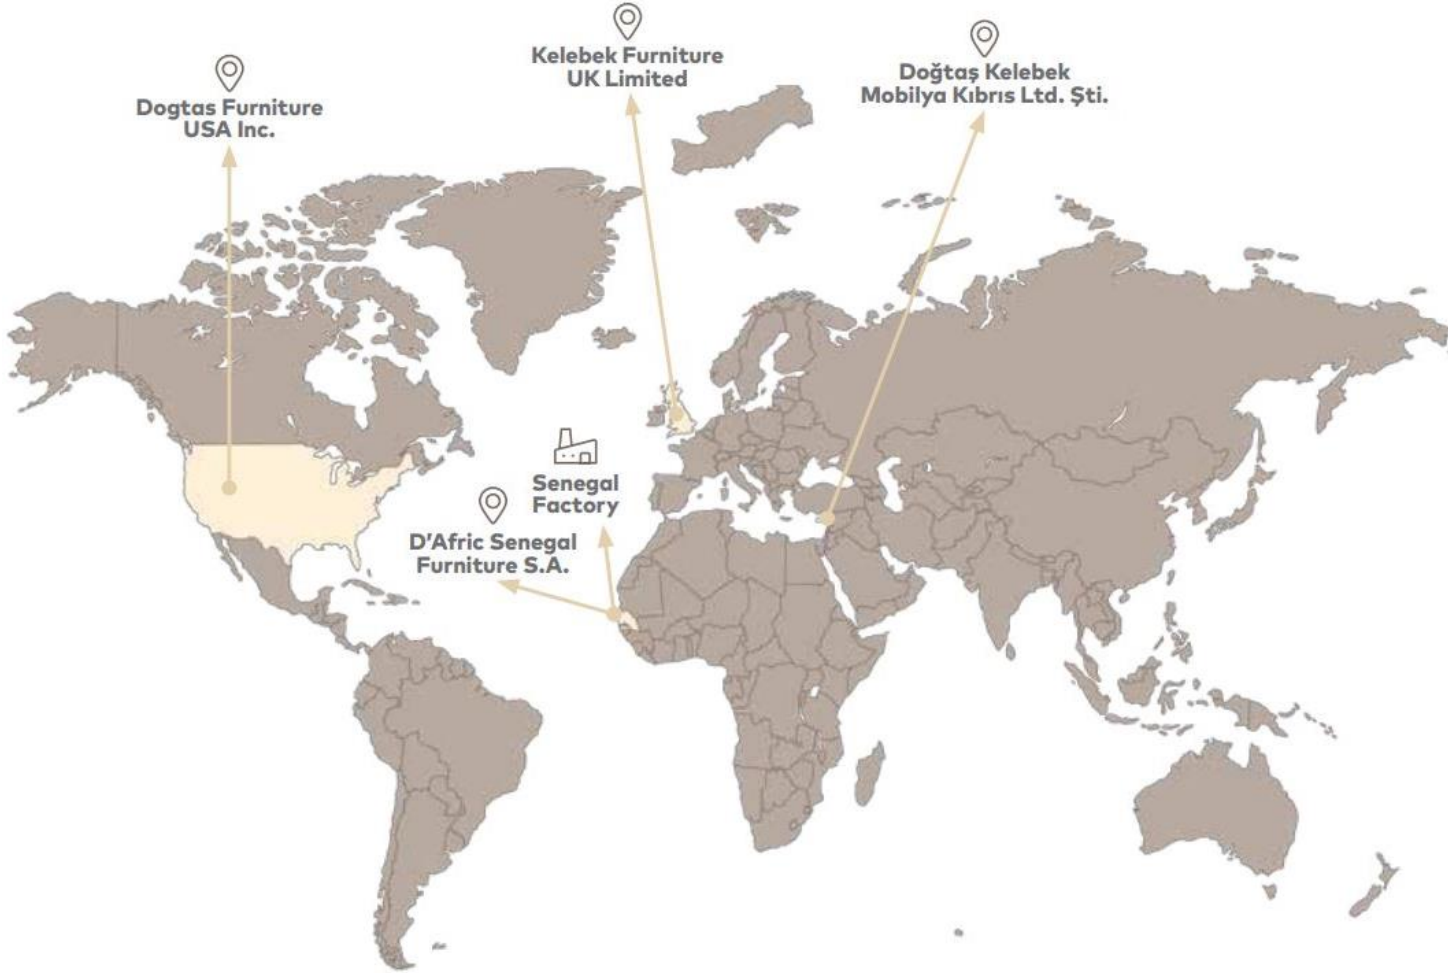 Kelebek Furniture
UK Limited
Doğtaş Kelebek
Mobilya Kıbrıs Ltd. Şti.
Dogtas Furniture
USA Inc.
Senegal
Factory
D'Afric Senegal
Furniture S.A.